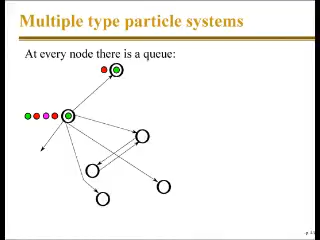 Multiple type particle systems
At every node there is a queue: